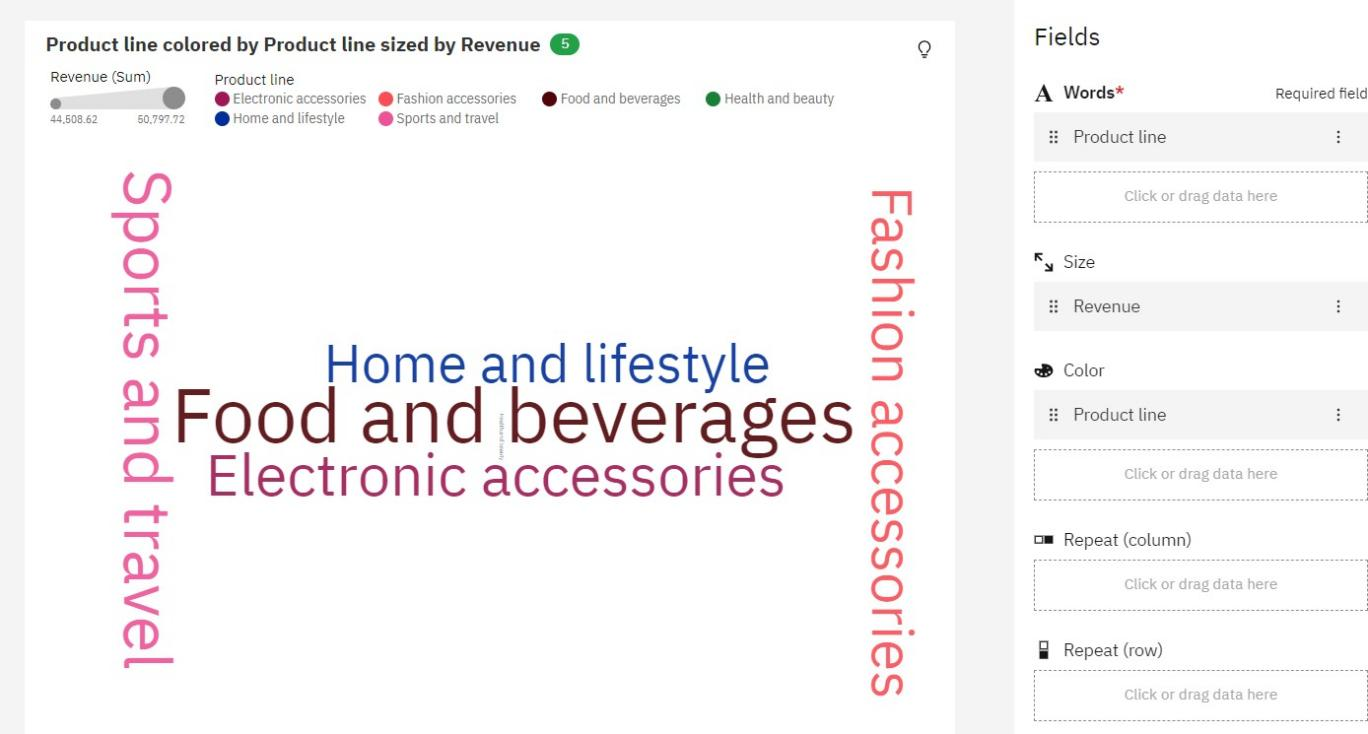 Product line colored by Product line sized by Revenue 5
Revenue (Sum)
44,508.62 50,797.72
Product line
Electronic accessories Fashion accessories Food and beverages Health and beauty
Home and lifestyle Sports and travel
Sports and travel
Home and lifestyle
Food and beverages
Health and beauty
Electronic accessories
Fashion accessories
Fields
A Words* Required field
Product line
Click or drag data here
Size
Revenue
Color
Product line
Click or drag data here
Repeat (column)
Click or drag data here
Repeat (row)
Click or drag data here